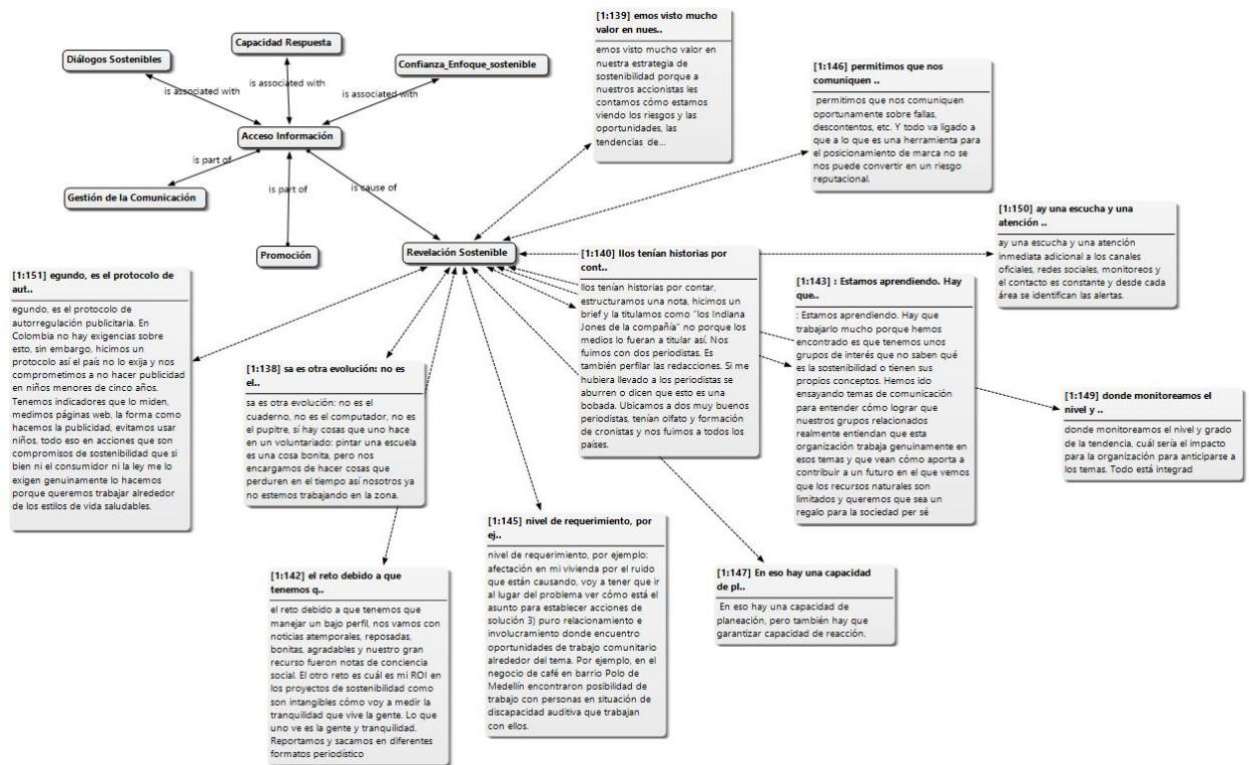 Diálogos Sostenibles
Capacidad Respuesta
Confianza_Enfoque_sostenible
is associated with
is associated with
is associated with
Acceso Información
is part of
is part of
is cause of
Gestión de la Comunicación
Promoción
Revelación Sostenible
[1:139] emos visto mucho
valor en nues..
emos visto mucho valor en
nuestra estrategia de
sostenibilidad porque a
nuestros accionistas les
contamos cómo estamos
viendo los riesgos y las
oportunidades, las
tendencias de...
[1:146] permitimos que nos
comuniquen ..
permitimos que nos comuniquen
oportunamente sobre fallas,
descontentos, etc. Y todo va ligado a
que a lo que es una herramienta para
el posicionamiento de marca no se
nos puede convertir en un riesgo
reputacional.
[1:150] ay una escucha y una
atención ..
ay una escucha y una atención
inmediata adicional a los canales
oficiales, redes sociales, monitoreos y
el contacto es constante y desde cada
área se identifican las alertas.
[1:151] egundo, es el protocolo de
aut..
egundo, es el protocolo de
autorregulación publicitaria. En
Colombia no hay exigencias sobre
esto, sin embargo, hicimos un
protocolo así el país no lo exija y nos
comprometimos a no hacer publicidad
en niños menores de cinco años.
Tenemos indicadores que lo miden,
medimos páginas web, la forma como
hacemos la publicidad, evitamos usar
niños, todo eso en acciones que son
compromisos de sostenibilidad que si
bien ni el consumidor ni la ley me lo
exigen genuinamente lo hacemos
porque queremos trabajar alrededor
de los estilos de vida saludables.
[1:140] llos tenían historias por
cont..
llos tenían historias por contar,
estructuramos una nota, hicimos un
brief y la titulamos como "los Indiana
Jones de la compañía" no porque los
medios lo fueran a titular así. Nos
fuimos con dos periodistas. Es
también perfilar las redacciones. Si me
hubiera llevado a los periodistas se
aburren o dicen que esto es una
bobada. Ubicamos a dos muy buenos
periodistas, tenían olfato y formación
de cronistas y nos fuimos a todos los
países.
[1:143] : Estamos aprendiendo. Hay
que..
: Estamos aprendiendo. Hay que
trabajarlo mucho porque hemos
encontrado es que tenemos unos
grupos de interés que no saben qué
es la sostenibilidad o tienen sus
propios conceptos. Hemos ido
ensayando temas de comunicación
para entender cómo lograr que
nuestros grupos relacionados
realmente entiendan que esta
organización trabaja genuinamente en
esos temas y que vean cómo aporta a
contribuir a un futuro en el que vemos
que los recursos naturales son
limitados y queremos que sea un
regalo para la sociedad per sé
[1:138] sa es otra evolución: no es
el..
sa es otra evolución: no es el
cuaderno, no es el computador, no es
el pupitre, sí hay cosas que uno hace
en un voluntariado: pintar una escuela
es una cosa bonita, pero nos
encargamos de hacer cosas que
perduren en el tiempo así nosotros ya
no estemos trabajando en la zona.
[1:149] donde monitoreamos el
nivel y ..
donde monitoreamos el nivel y grado
de la tendencia, cuál sería el impacto
para la organización para anticiparse a
los temas. Todo está integrad
[1:145] nivel de requerimiento, por
ej..
nivel de requerimiento, por ejemplo:
afectación en mi vivienda por el ruido
que están causando, voy a tener que ir
al lugar del problema ver cómo está el
asunto para establecer acciones de
solución 3) puro relacionamiento e
involucramiento donde encuentro
oportunidades de trabajo comunitario
alrededor del tema. Por ejemplo, en el
negocio de café en barrio Polo de
Medellín encontraron posibilidad de
trabajo con personas en situación de
discapacidad auditiva que trabajan
con ellos.
[1:147] En eso hay una capacidad
de pl..
En eso hay una capacidad de
planeación, pero también hay que
garantizar capacidad de reacción.
[1:142] el reto debido a que
tenemos q..
el reto debido a que tenemos que
manejar un bajo perfil, nos vamos con
noticias atemporales, reposadas,
bonitas, agradables y nuestro gran
recurso fueron notas de conciencia
social. El otro reto es cuál es mi ROI en
los proyectos de sostenibilidad como
son intangibles cómo voy a medir la
tranquilidad que vive la gente. Lo que
uno ve es la gente y tranquilidad.
Reportamos y sacamos en diferentes
formatos periodístico